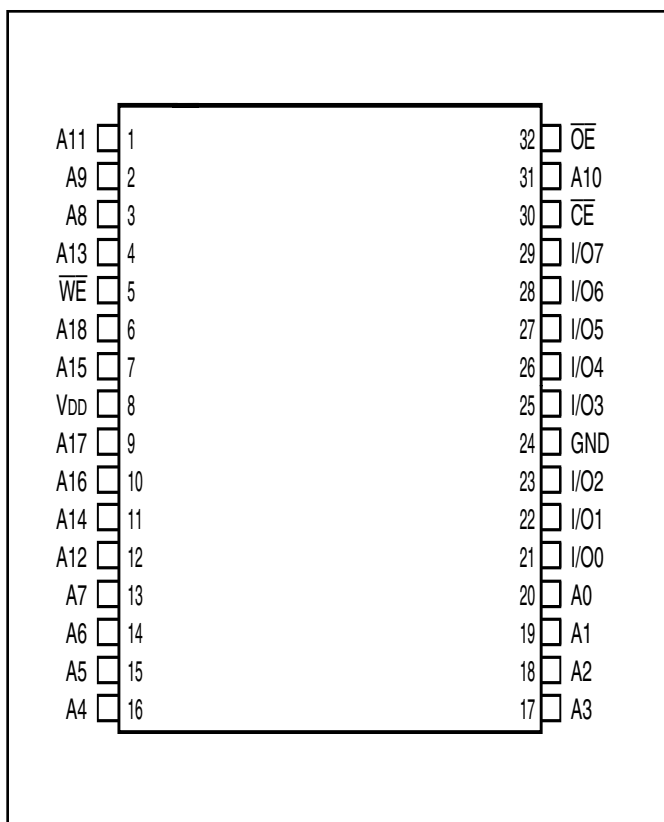 A11 1 32 O̅E̅
A9 2 31 A10
A8 3 30 C̅E̅
A13 4 29 I/O7
W̅E̅ 5 28 I/O6
A18 6 27 I/O5
A15 7 26 I/O4
VDD 8 25 I/O3
A17 9 24 GND
A16 10 23 I/O2
A14 11 22 I/O1
A12 12 21 I/O0
A7 13 20 A0
A6 14 19 A1
A5 15 18 A2
A4 16 17 A3